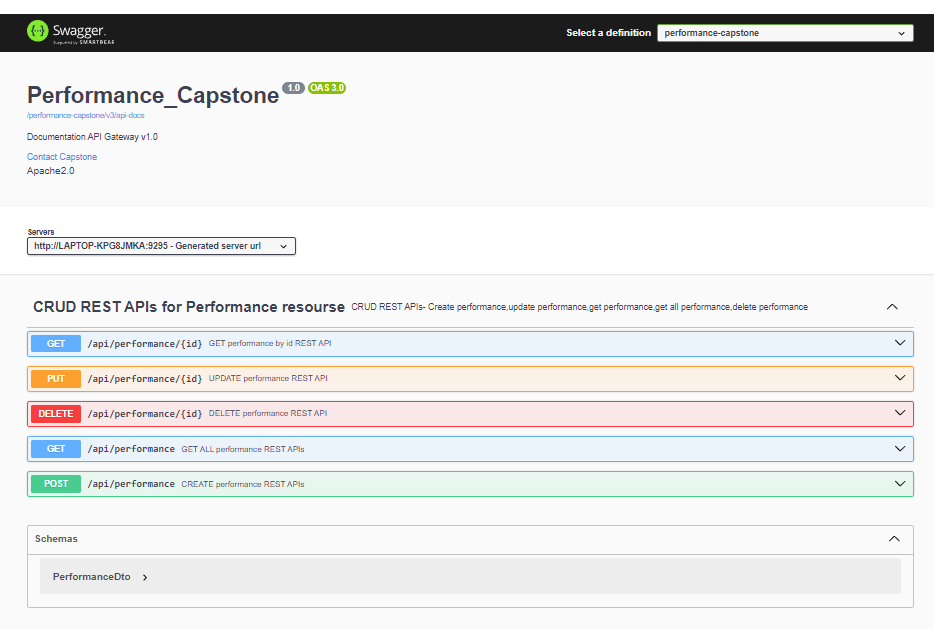 Swagger.
Supported by SMARTBEAR
Select a definition
performance-capstone
Performance_Capstone 1.0 OAS 3.0
/performance-capstone/v3/api-docs
Documentation API Gateway v1.0
Contact Capstone
Apache2.0
Servers
http://LAPTOP-KPG8JMKA:9295 - Generated server url
CRUD REST APIs for Performance resourse CRUD REST APIs- Create performance,update performance,get performance,get all performance,delete performance
GET /api/performance/{id} GET performance by id REST API
PUT /api/performance/{id} UPDATE performance REST API
DELETE /api/performance/{id} DELETE performance REST API
GET /api/performance GET ALL performance REST APIs
POST /api/performance CREATE performance REST APIs
Schemas
PerformanceDto